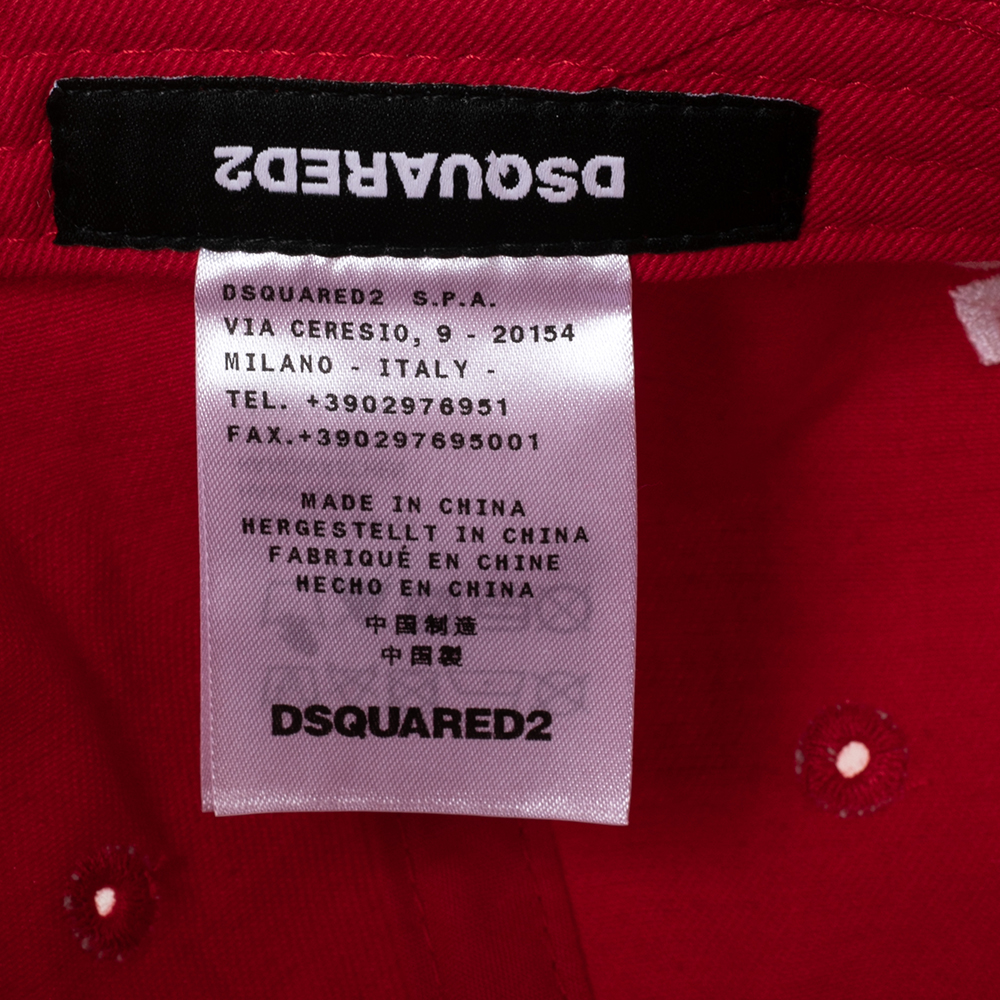 DSQUARED2
DSQUARED2 S.P.A.
VIA CERESIO, 9 - 20154
MILANO - ITALY -
TEL. +3902976951
FAX.+390297695001
MADE IN CHINA
HERGESTELLT IN CHINA
FABRIQUÉ EN CHINE
HECHO EN CHINA
中国制造
中国製
DSQUARED2